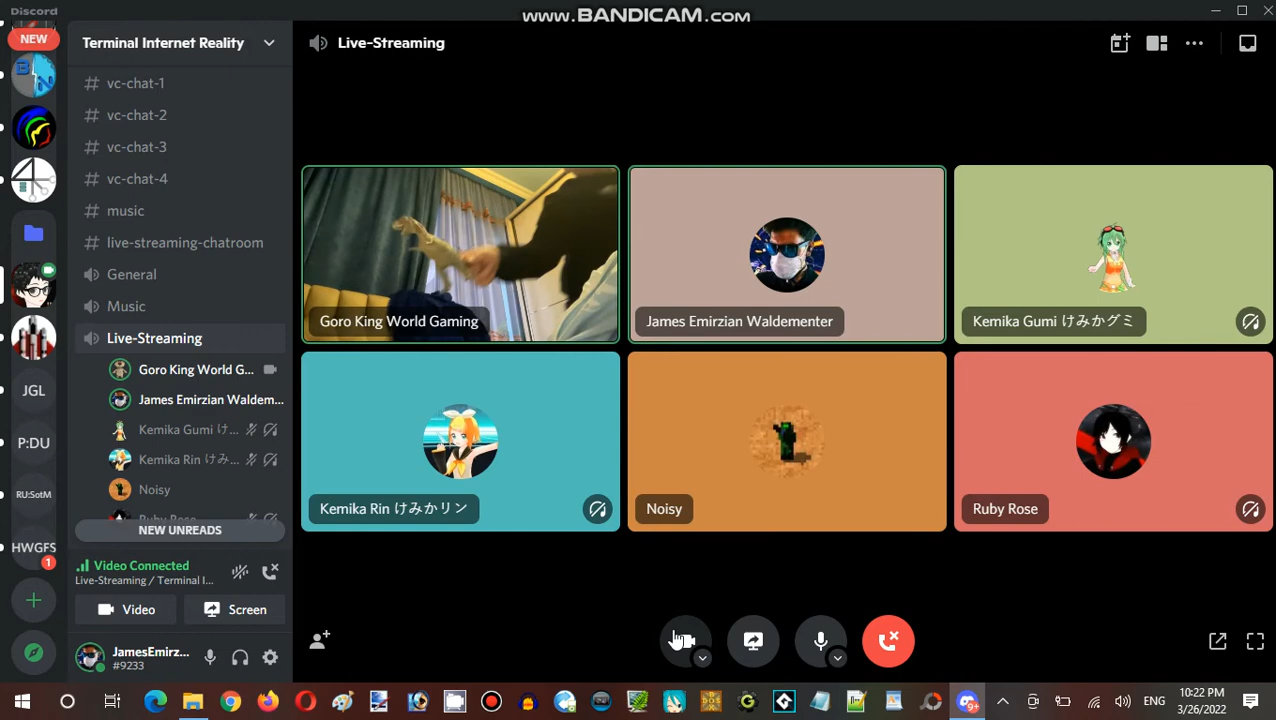 Discord
www.BANDICAM.com
NEW
Terminal Internet Reality
Live-Streaming
vc-chat-1
vc-chat-2
vc-chat-3
vc-chat-4
music
live-streaming-chatroom
General
Music
Live-Streaming
Goro King World G...
James Emirzian Waldem...
Kemika Gumi け...
Kemika Rin けみ...
Noisy
Ruby Rose
NEW UNREADS
JGL
P:DU
RU:SotM
HWGFS
1
Goro King World Gaming
James Emirzian Waldementer
Kemika Gumi けみかグミ
Kemika Rin けみかリン
Noisy
Ruby Rose
Video Connected
Live-Streaming / Terminal I...
Video
Screen
JamesEmirz...
#9233
9+
ENG
10:22 PM
3/26/2022